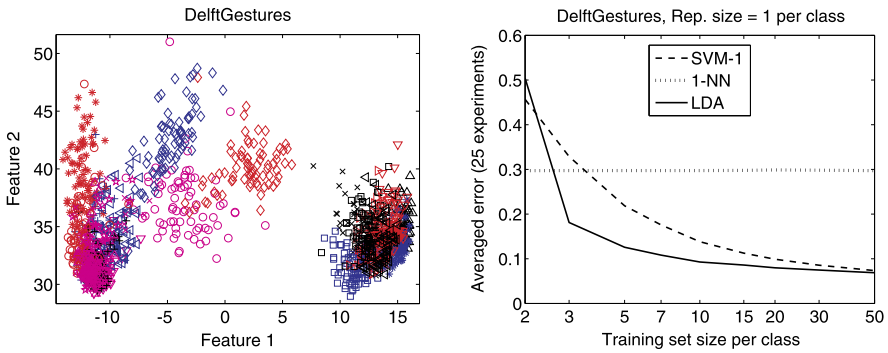 DelftGestures
50
45
40
35
30
Feature 2
-10 -5 0 5 10 15
Feature 1
DelftGestures, Rep. size = 1 per class
0.6
0.5
0.4
0.3
0.2
0.1
0
Averaged error (25 experiments)
SVM-1
1-NN
LDA
2 3 5 7 10 15 20 30 50
Training set size per class